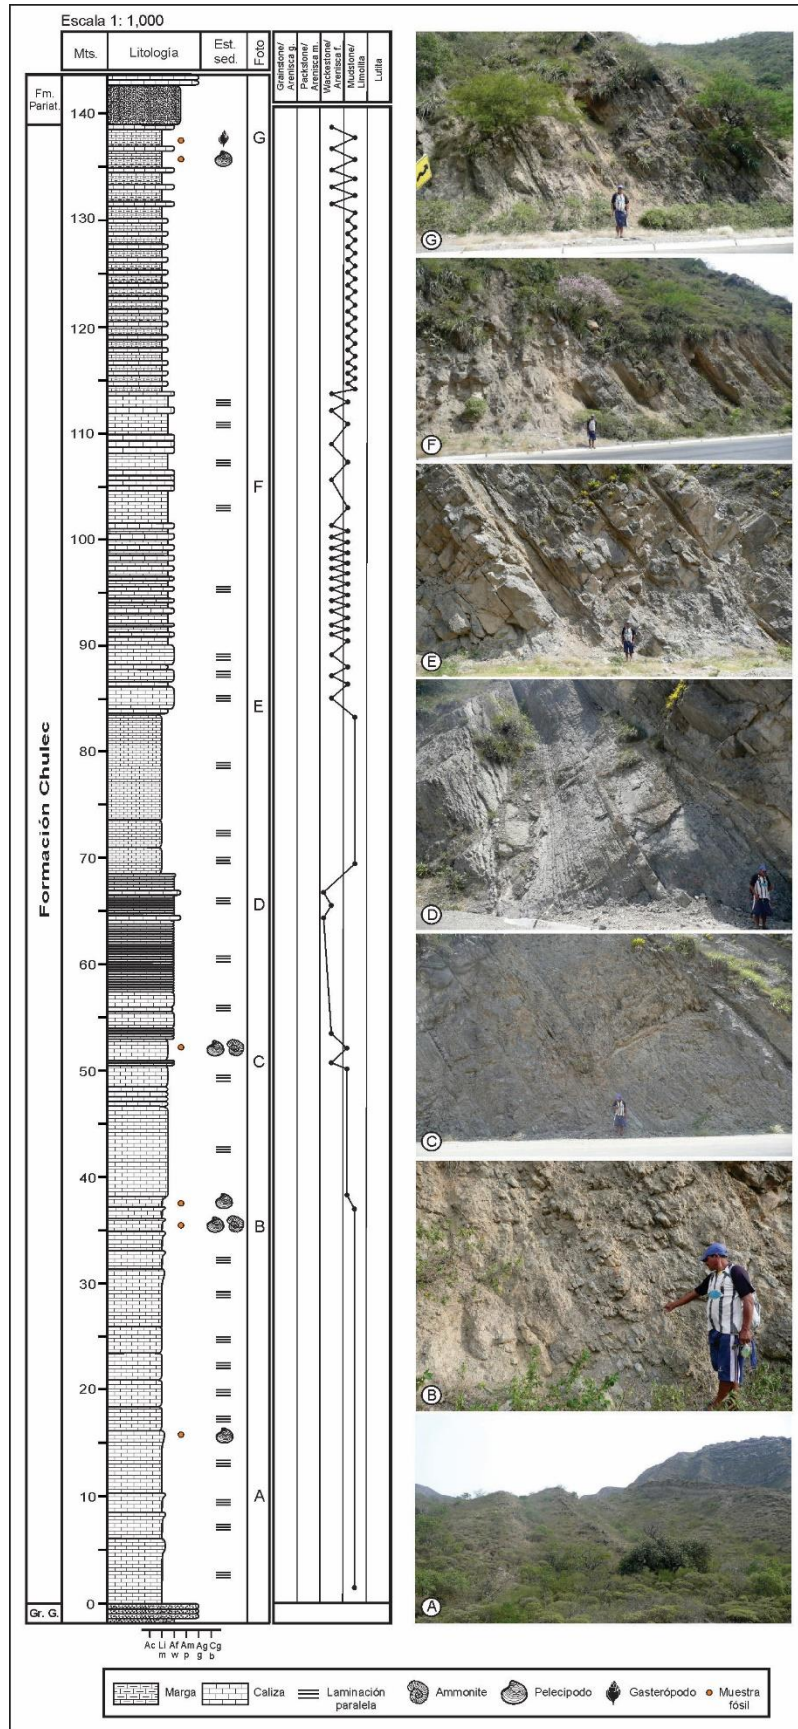 Escala 1: 1,000
Mts.
Litología
Est. sed.
Foto
Grainstone/ Arenisca g.
Packstone/ Arenisca m.
Wackestone/ Arenisca f.
Mudstone/ Limolita
Lutita
Fm. Pariat.
Formación Chulec
Gr. G.
140
130
120
110
100
90
80
70
60
50
40
30
20
10
0
G
F
E
D
C
B
A
G
F
E
D
C
B
A
Ac Li Af Am Ag Cg
m w p g b
Marga
Caliza
Laminación paralela
Ammonite
Pelecipodo
Gasterópodo
Muestra fósil